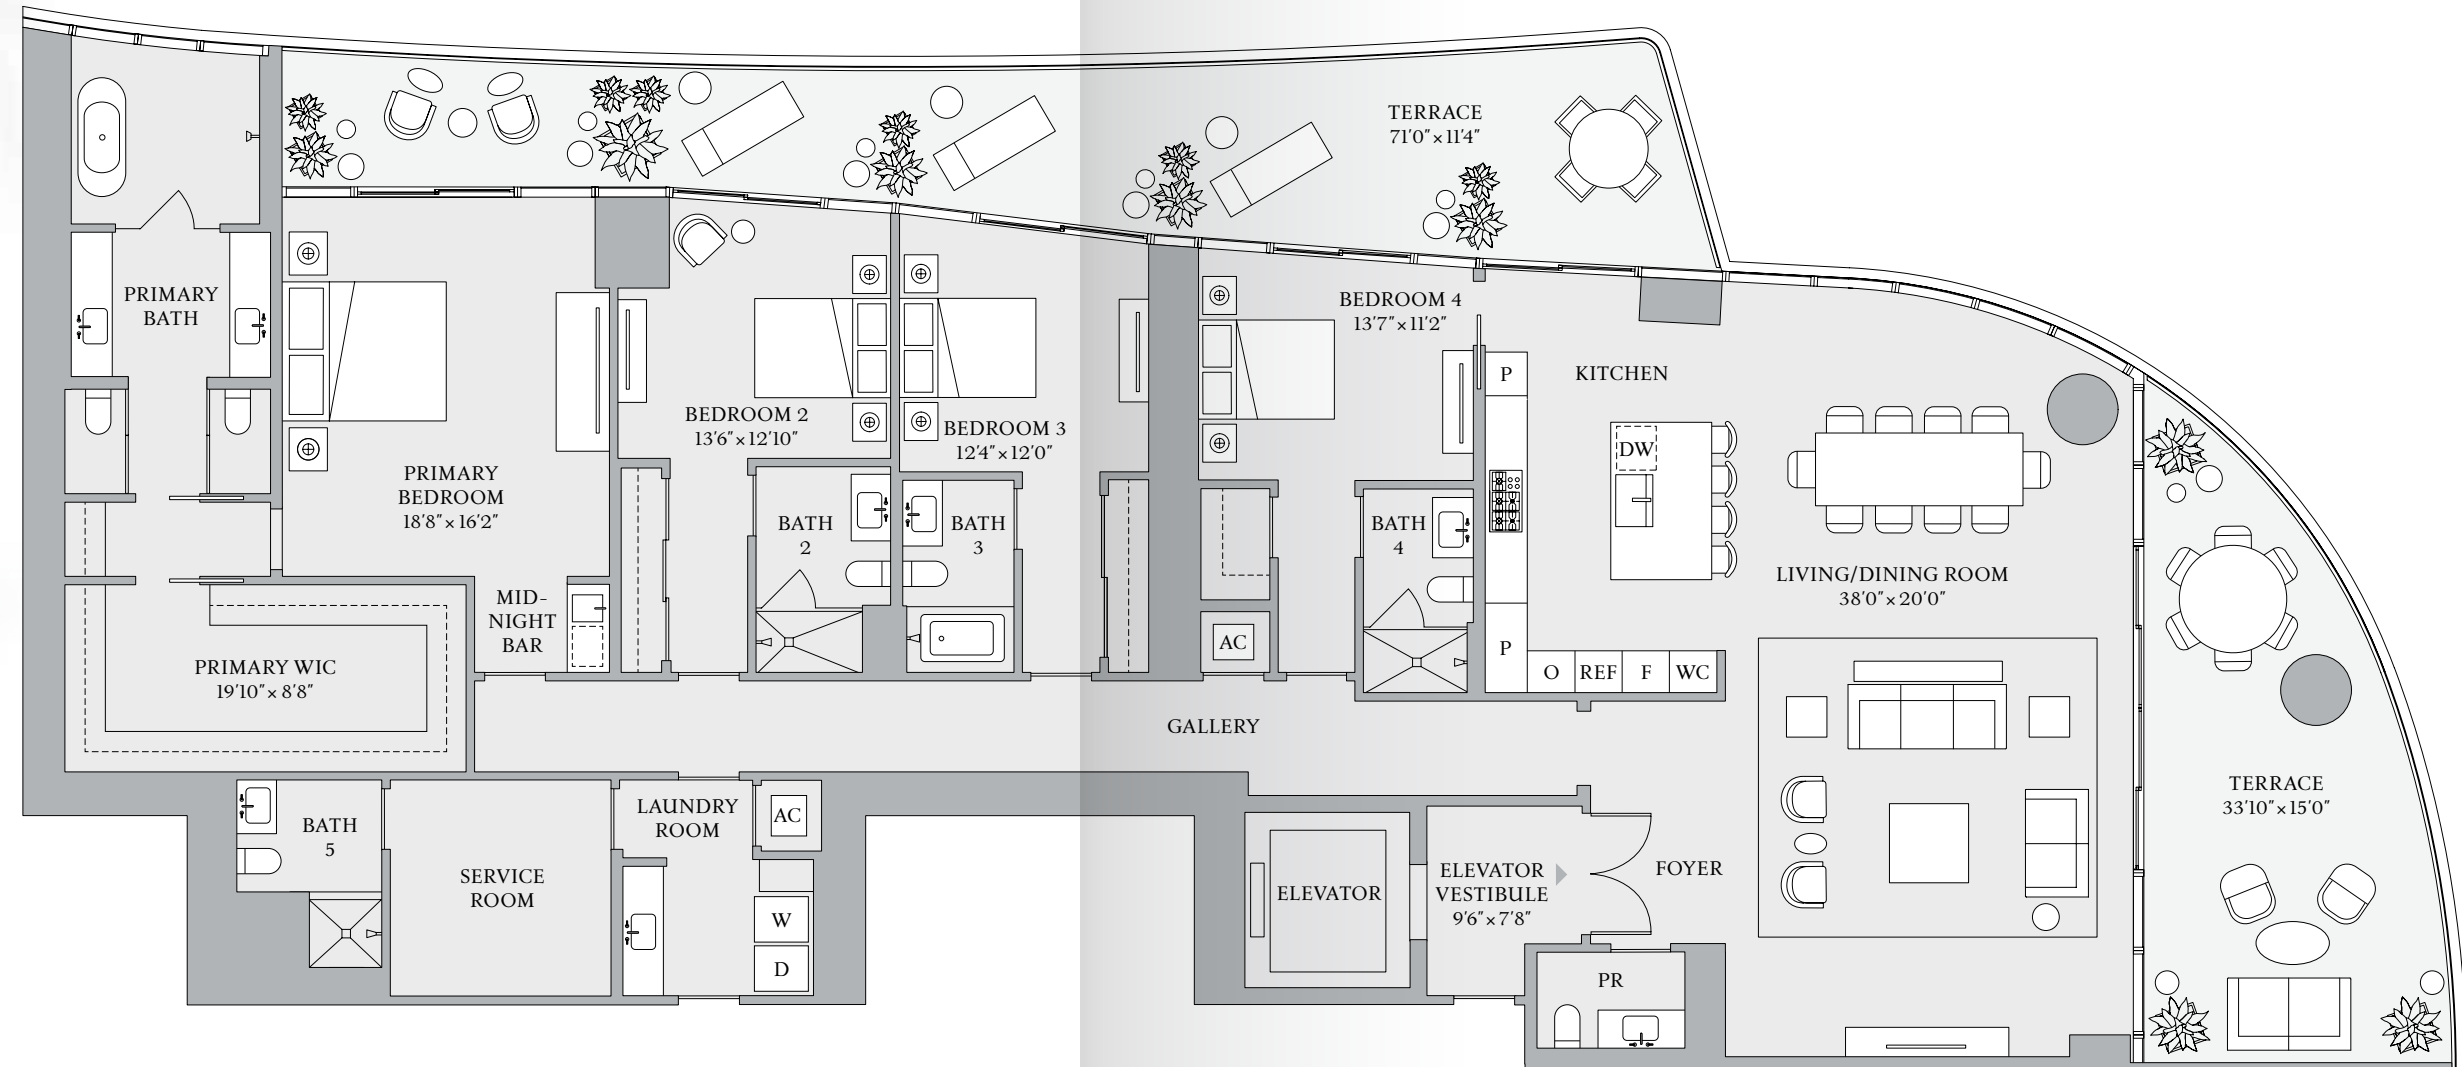 TERRACE
71'0"×11'4"
PRIMARY
BATH
BEDROOM 4
13'7"×11'2"
P
KITCHEN
BEDROOM 2
13'6"×12'10"
BEDROOM 3
12'4"×12'0"
DW
PRIMARY
BEDROOM
18'8"×16'2"
BATH
2
BATH
3
BATH
4
LIVING/DINING ROOM
38'0"×20'0"
MID-
NIGHT
BAR
AC
P
O
REF
F
WC
PRIMARY WIC
19'10"×8'8"
GALLERY
TERRACE
33'10"×15'0"
LAUNDRY
ROOM
AC
BATH
5
SERVICE
ROOM
ELEVATOR
ELEVATOR
VESTIBULE
9'6"×7'8"
FOYER
W
D
PR